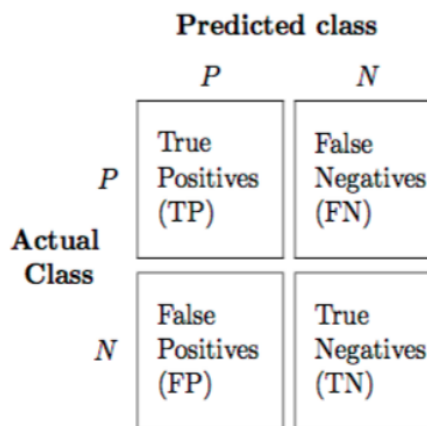 Predicted class
P N
True
Positives
(TP)
False
Negatives
(FN)
P
Actual
Class
False
Positives
(FP)
True
Negatives
(TN)
N